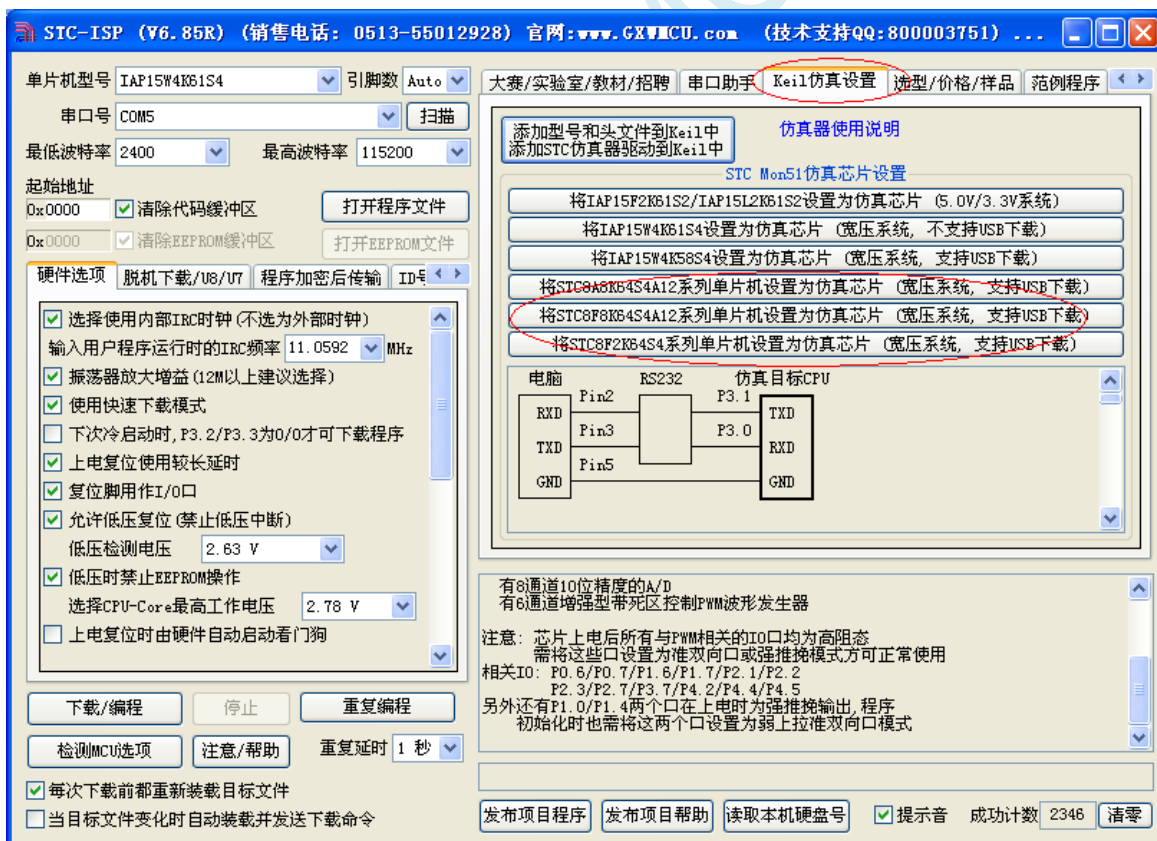 STC-ISP (V6.85R) (销售电话: 0513-55012928) 官网:www.GXWMCU.com (技术支持QQ:800003751) ...
单片机型号 IAP15W4K61S4 引脚数 Auto
串口号 COM5 扫描
最低波特率 2400 最高波特率 115200
起始地址
0x0000 清除代码缓冲区 打开程序文件
0x0000 清除EEPROM缓冲区 打开EEPROM文件
硬件选项 脱机下载/U8/U7 程序加密后传输 ID号
选择使用内部IRC时钟(不选为外部时钟)
输入用户程序运行时的IRC频率 11.0592 MHz
振荡器放大增益(12M以上建议选择)
使用快速下载模式
下次冷启动时,P3.2/P3.3为0/0才可下载程序
上电复位使用较长延时
复位脚用作I/O口
允许低压复位(禁止低压中断)
低压检测电压 2.63 V
低压时禁止EEPROM操作
选择CPU-Core最高工作电压 2.78 V
上电复位时由硬件自动启动看门狗
下载/编程 停止 重复编程
检测MCU选项 注意/帮助 重复延时 1 秒
每次下载前都重新装载目标文件
当目标文件变化时自动装载并发送下载命令
大赛/实验室/教材/招聘 串口助手 Keil仿真设置 选型/价格/样品 范例程序
添加型号和头文件到Keil中
添加STC仿真器驱动到Keil中
仿真器使用说明
STC Mon51仿真芯片设置
将IAP15F2K61S2/IAP15L2K61S2设置为仿真芯片 (5.0V/3.3V系统)
将IAP15W4K61S4设置为仿真芯片 (宽压系统, 不支持USB下载)
将IAP15W4K58S4设置为仿真芯片 (宽压系统, 支持USB下载)
将STC8A8K64S4A12系列单片机设置为仿真芯片 (宽压系统, 支持USB下载)
将STC8F8K64S4A12系列单片机设置为仿真芯片 (宽压系统, 支持USB下载)
将STC8F2K64S4系列单片机设置为仿真芯片 (宽压系统, 支持USB下载)
电脑 RS232 仿真目标CPU
Pin2 P3.1
RXD TXD
Pin3 P3.0
TXD RXD
Pin5
GND GND
有8通道10位精度的A/D
有6通道增强型带死区控制PWM波形发生器
注意: 芯片上电后所有与PWM相关的IO口均为高阻态
需将这些口设置为准双向口或强推挽模式方可正常使用
相关IO: P0.6/P0.7/P1.6/P1.7/P2.1/P2.2
P2.3/P2.7/P3.7/P4.2/P4.4/P4.5
另外还有P1.0/P1.4两个口在上电时为强推挽输出,程序
初始化时也需将这两个口设置为弱上拉准双向口模式
发布项目程序 发布项目帮助 读取本机硬盘号 提示音 成功计数 2346 清零